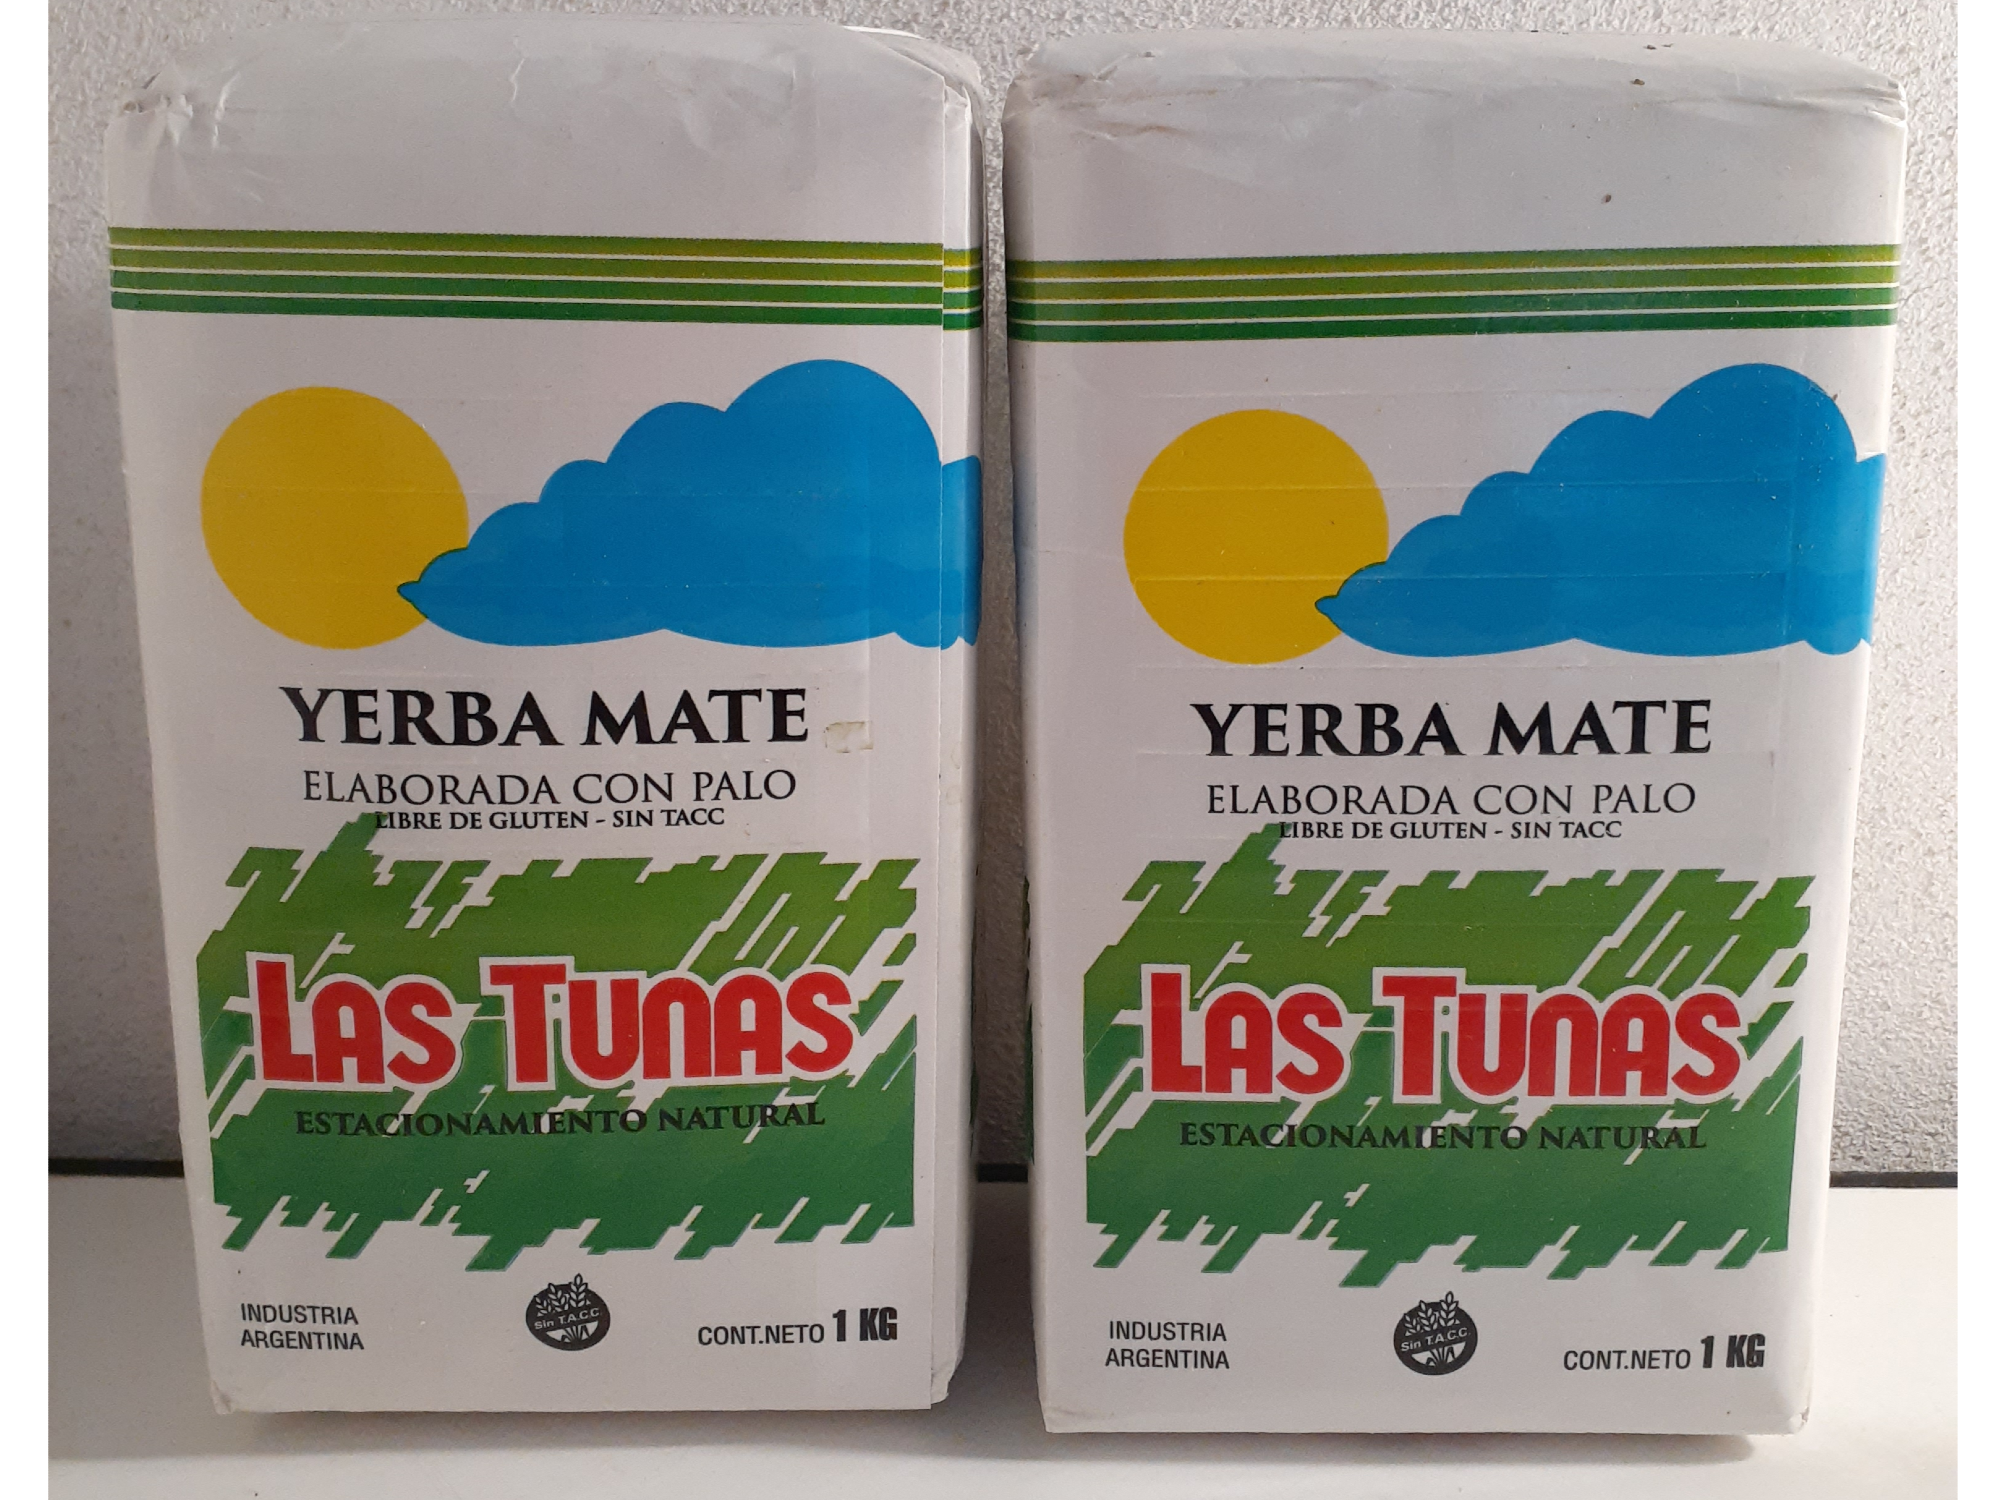 YERBA MATE
ELABORADA CON PALO
LIBRE DE GLUTEN - SIN TACC
LAS TUNAS
ESTACIONAMIENTO NATURAL
INDUSTRIA
ARGENTINA
Sin T.A.C.C.
CONT.NETO 1 KG
YERBA MATE
ELABORADA CON PALO
LIBRE DE GLUTEN - SIN TACC
LAS TUNAS
ESTACIONAMIENTO NATURAL
INDUSTRIA
ARGENTINA
Sin T.A.C.C.
CONT.NETO 1 KG